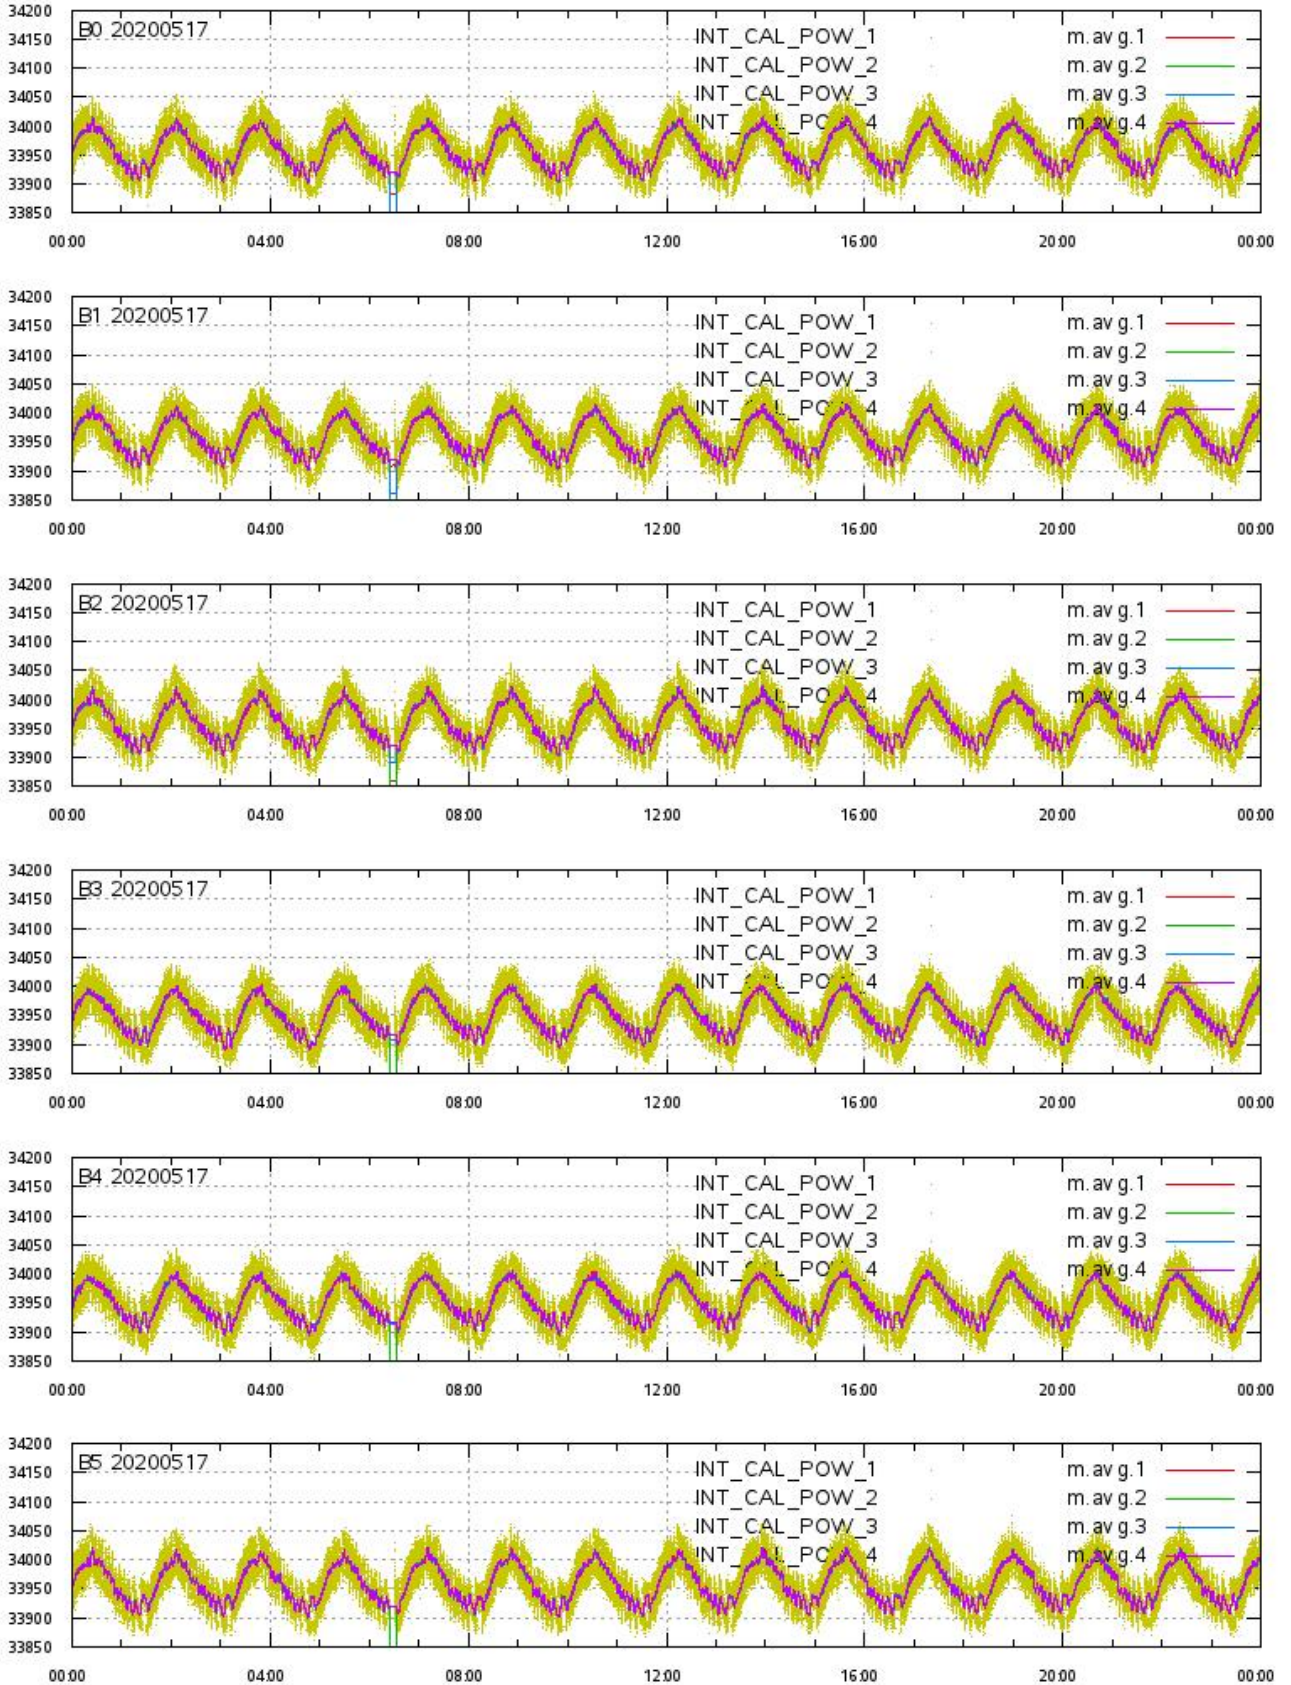 34200
B0 20200517 INT_CAL_POW_1 m.avg.1
34150
INT_CAL_POW_2 m.avg.2
34100
INT_CAL_POW_3 m.avg.3
34050
INT_CAL_POW_4 m.avg.4
34000
33950
33900
33850
00:00 04:00 08:00 12:00 16:00 20:00 00:00
34200
B1 20200517 INT_CAL_POW_1 m.avg.1
34150
INT_CAL_POW_2 m.avg.2
34100
INT_CAL_POW_3 m.avg.3
34050
INT_CAL_POW_4 m.avg.4
34000
33950
33900
33850
00:00 04:00 08:00 12:00 16:00 20:00 00:00
34200
B2 20200517 INT_CAL_POW_1 m.avg.1
34150
INT_CAL_POW_2 m.avg.2
34100
INT_CAL_POW_3 m.avg.3
34050
INT_CAL_POW_4 m.avg.4
34000
33950
33900
33850
00:00 04:00 08:00 12:00 16:00 20:00 00:00
34200
B3 20200517 INT_CAL_POW_1 m.avg.1
34150
INT_CAL_POW_2 m.avg.2
34100
INT_CAL_POW_3 m.avg.3
34050
INT_CAL_POW_4 m.avg.4
34000
33950
33900
33850
00:00 04:00 08:00 12:00 16:00 20:00 00:00
34200
B4 20200517 INT_CAL_POW_1 m.avg.1
34150
INT_CAL_POW_2 m.avg.2
34100
INT_CAL_POW_3 m.avg.3
34050
INT_CAL_POW_4 m.avg.4
34000
33950
33900
33850
00:00 04:00 08:00 12:00 16:00 20:00 00:00
34200
B5 20200517 INT_CAL_POW_1 m.avg.1
34150
INT_CAL_POW_2 m.avg.2
34100
INT_CAL_POW_3 m.avg.3
34050
INT_CAL_POW_4 m.avg.4
34000
33950
33900
33850
00:00 04:00 08:00 12:00 16:00 20:00 00:00